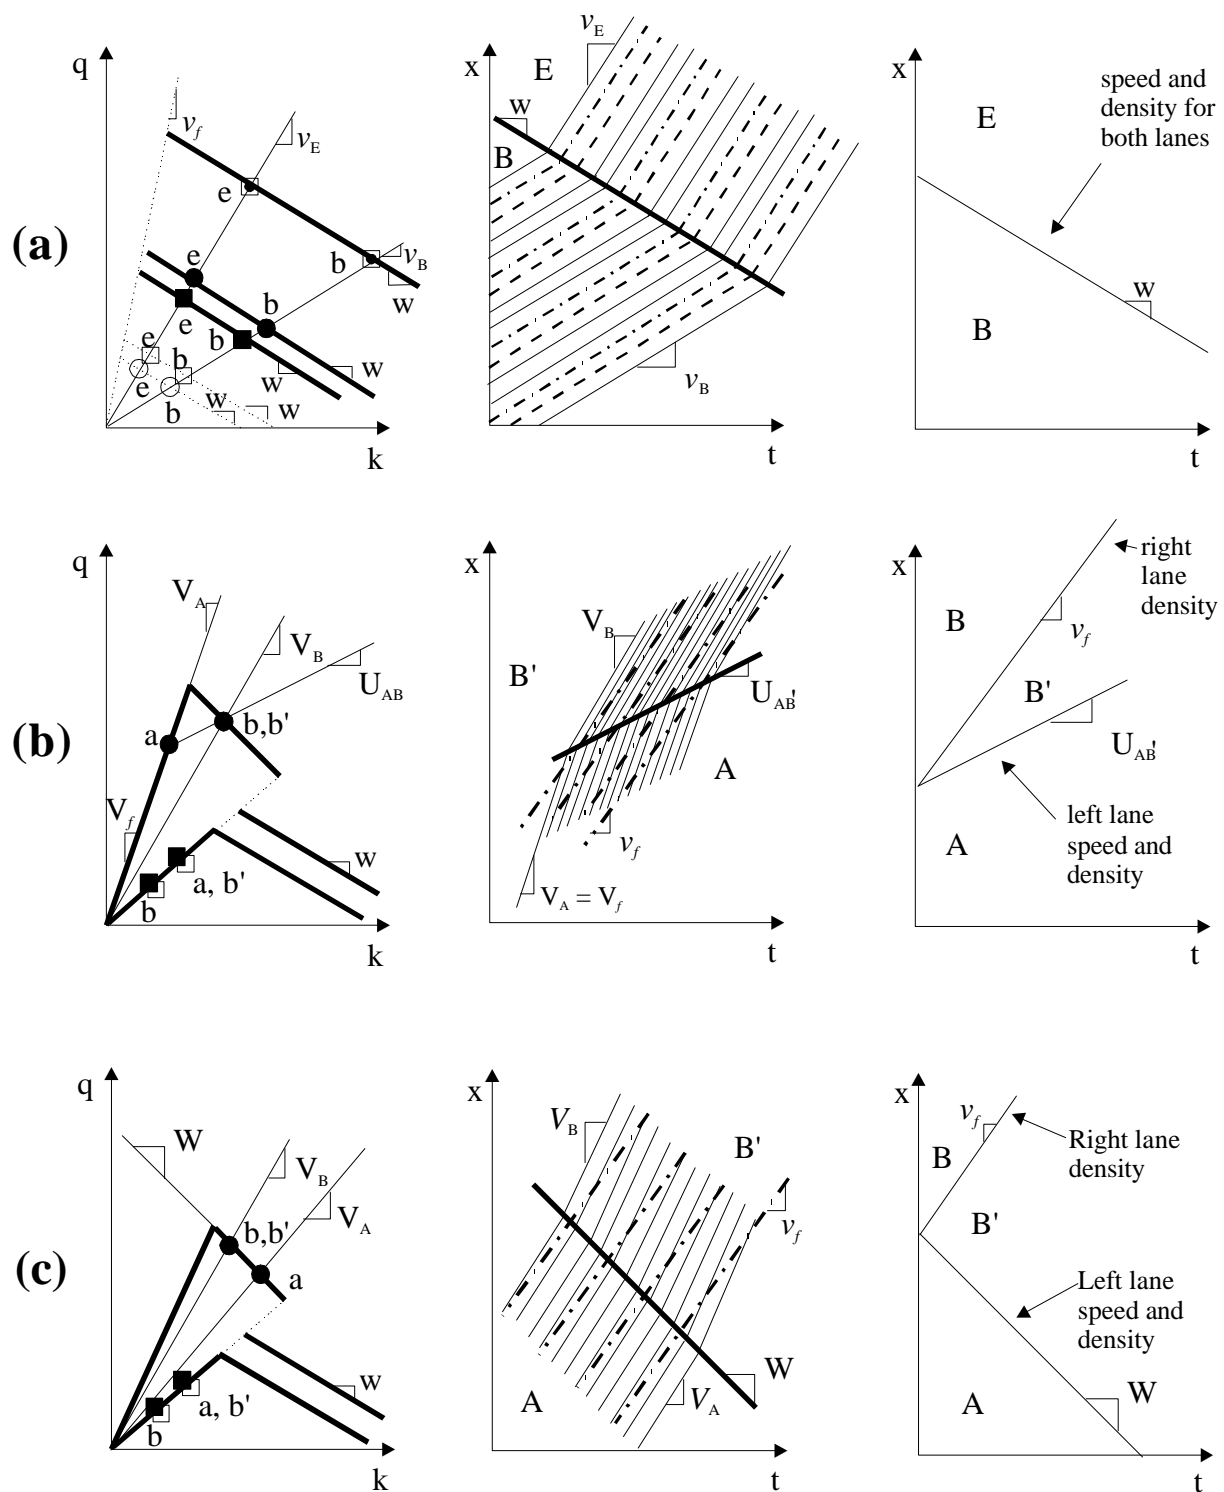 (a)
q
v_f
v_E
e
b
v_B
w
e
b
e
b
w
w
e
b
e
b
w
w
k
x
v_E
E
w
B
v_B
t
x
speed and
density for
both lanes
E
w
B
t
(b)
q
V_A
V_B
U_AB
a
b,b'
V_f
w
a, b'
b
k
x
V_B
B'
U_AB'
A
v_f
V_A = V_f
t
x
right
lane
density
B
v_f
B'
U_AB'
left lane
speed and
density
A
t
(c)
q
W
V_B
V_A
b,b'
a
w
a, b'
b
k
x
V_B
B'
v_f
W
A
V_A
t
x
v_f
Right lane
density
B
B'
Left lane
speed and
density
W
A
t